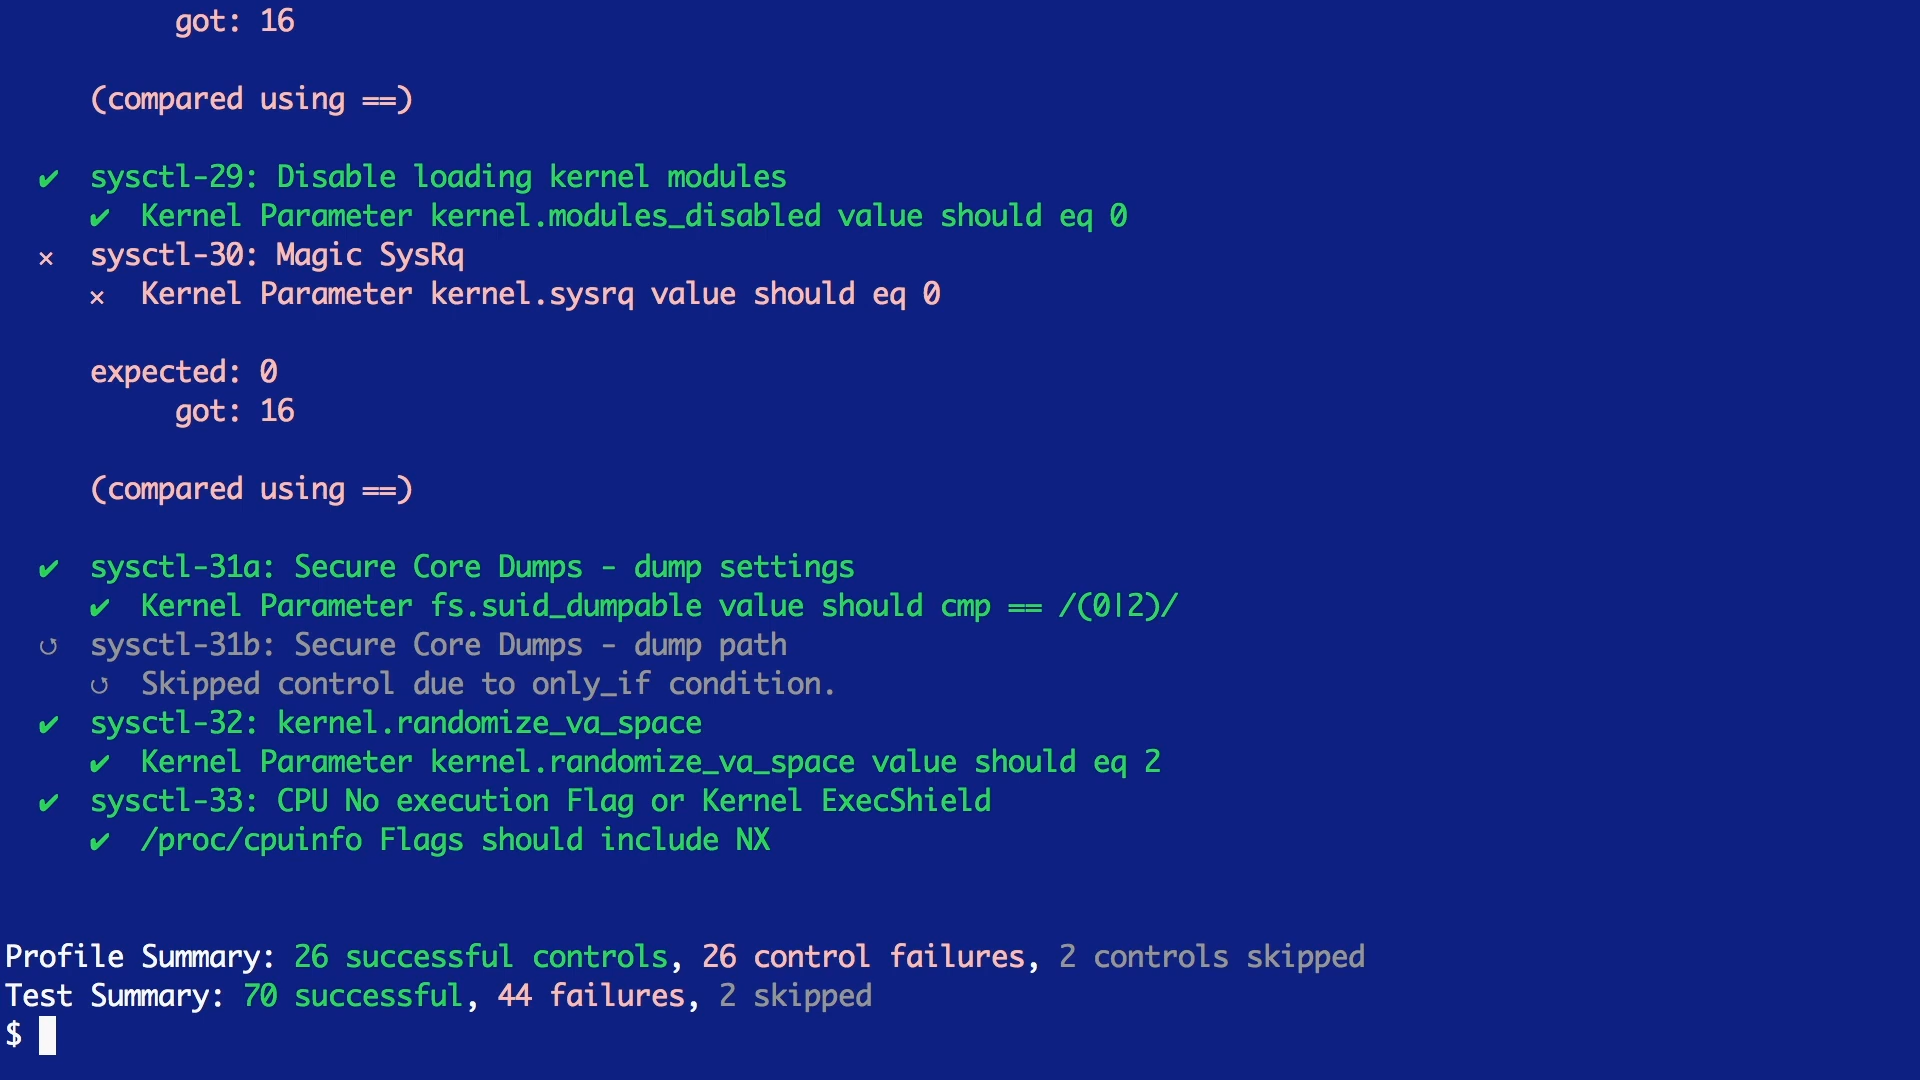 got: 16
(compared using ==)
✔ sysctl-29: Disable loading kernel modules
✔ Kernel Parameter kernel.modules_disabled value should eq 0
× sysctl-30: Magic SysRq
× Kernel Parameter kernel.sysrq value should eq 0
expected: 0
got: 16
(compared using ==)
✔ sysctl-31a: Secure Core Dumps - dump settings
✔ Kernel Parameter fs.suid_dumpable value should cmp == /(0|2)/
↺ sysctl-31b: Secure Core Dumps - dump path
↺ Skipped control due to only_if condition.
✔ sysctl-32: kernel.randomize_va_space
✔ Kernel Parameter kernel.randomize_va_space value should eq 2
✔ sysctl-33: CPU No execution Flag or Kernel ExecShield
✔ /proc/cpuinfo Flags should include NX
Profile Summary: 26 successful controls, 26 control failures, 2 controls skipped
Test Summary: 70 successful, 44 failures, 2 skipped
$